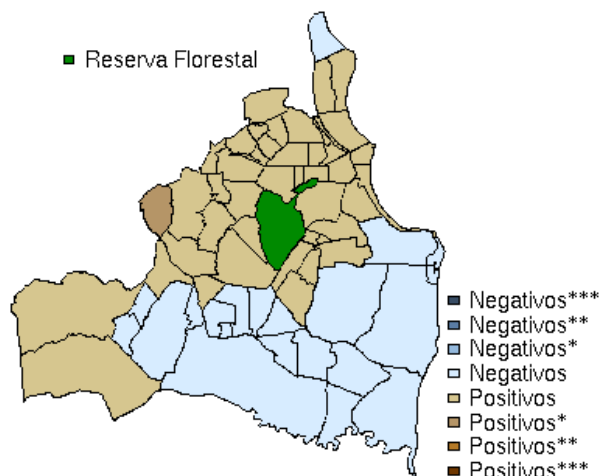 Reserva Florestal
Negativos***
Negativos**
Negativos*
Negativos
Positivos
Positivos*
Positivos**
Positivos***